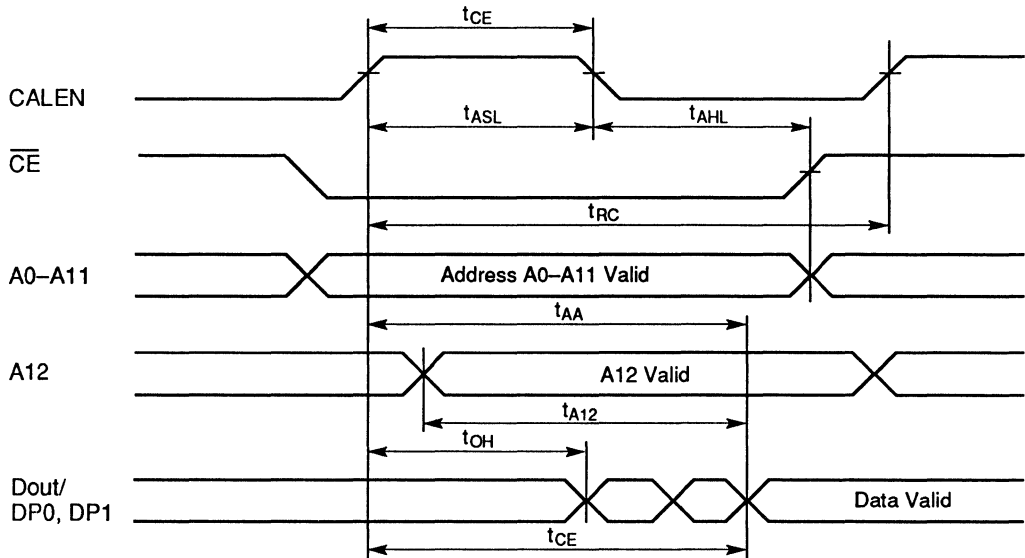 tCE
CALEN
tASL
tAHL
CE
tRC
A0–A11
Address A0–A11 Valid
tAA
A12
A12 Valid
tA12
tOH
Dout/
DP0, DP1
Data Valid
tCE